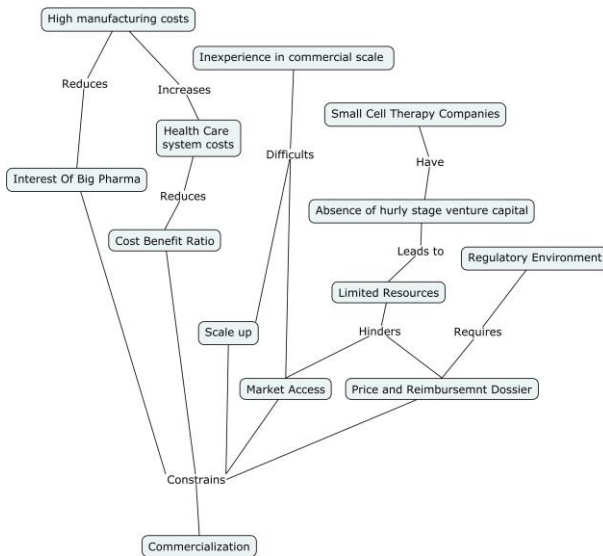 High manufacturing costs
Inexperience in commercial scale
Reduces
Increases
Small Cell Therapy Companies
Health Care
system costs
Difficults
Have
Interest Of Big Pharma
Reduces
Absence of hurly stage venture capital
Cost Benefit Ratio
Leads to
Regulatory Environment
Limited Resources
Scale up
Hinders
Requires
Market Access
Price and Reimbursemnt Dossier
Constrains
Commercialization